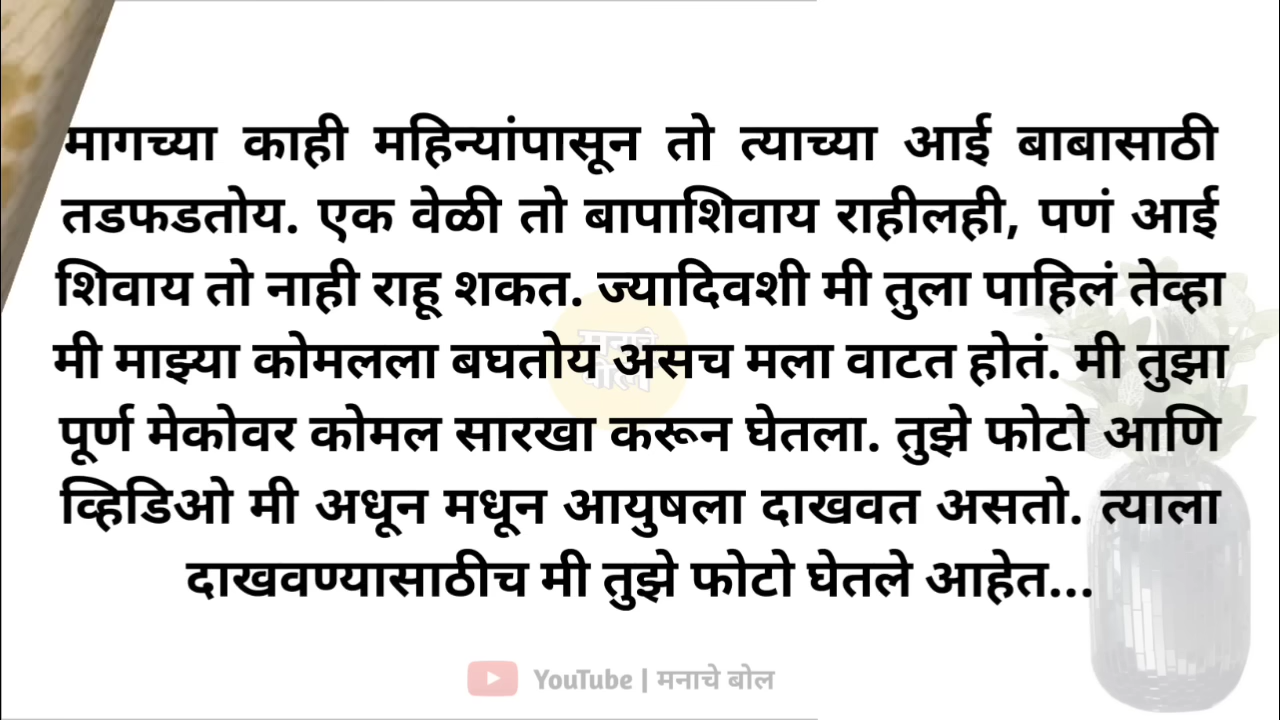 मागच्या काही महिन्यांपासून तो त्याच्या आई बाबासाठी
तडफडतोय. एक वेळी तो बापाशिवाय राहीलही, पणं आई
शिवाय तो नाही राहू शकत. ज्यादिवशी मी तुला पाहिलं तेव्हा
मी माझ्या कोमलला बघतोय असच मला वाटत होतं. मी तुझा
पूर्ण मेकोवर कोमल सारखा करून घेतला. तुझे फोटो आणि
व्हिडिओ मी अधून मधून आयुषला दाखवत असतो. त्याला
दाखवण्यासाठीच मी तुझे फोटो घेतले आहेत...
मनाचे
बोल
YouTube | मनाचे बोल